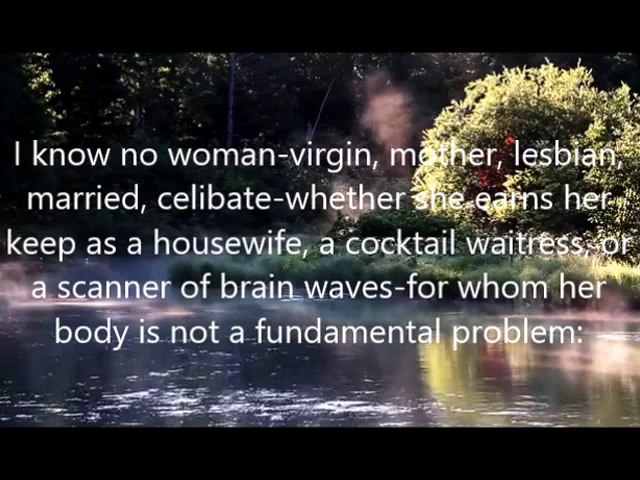 I know no woman-virgin, mother, lesbian,
married, celibate-whether she earns her
keep as a housewife, a cocktail waitress, or
a scanner of brain waves-for whom her
body is not a fundamental problem: